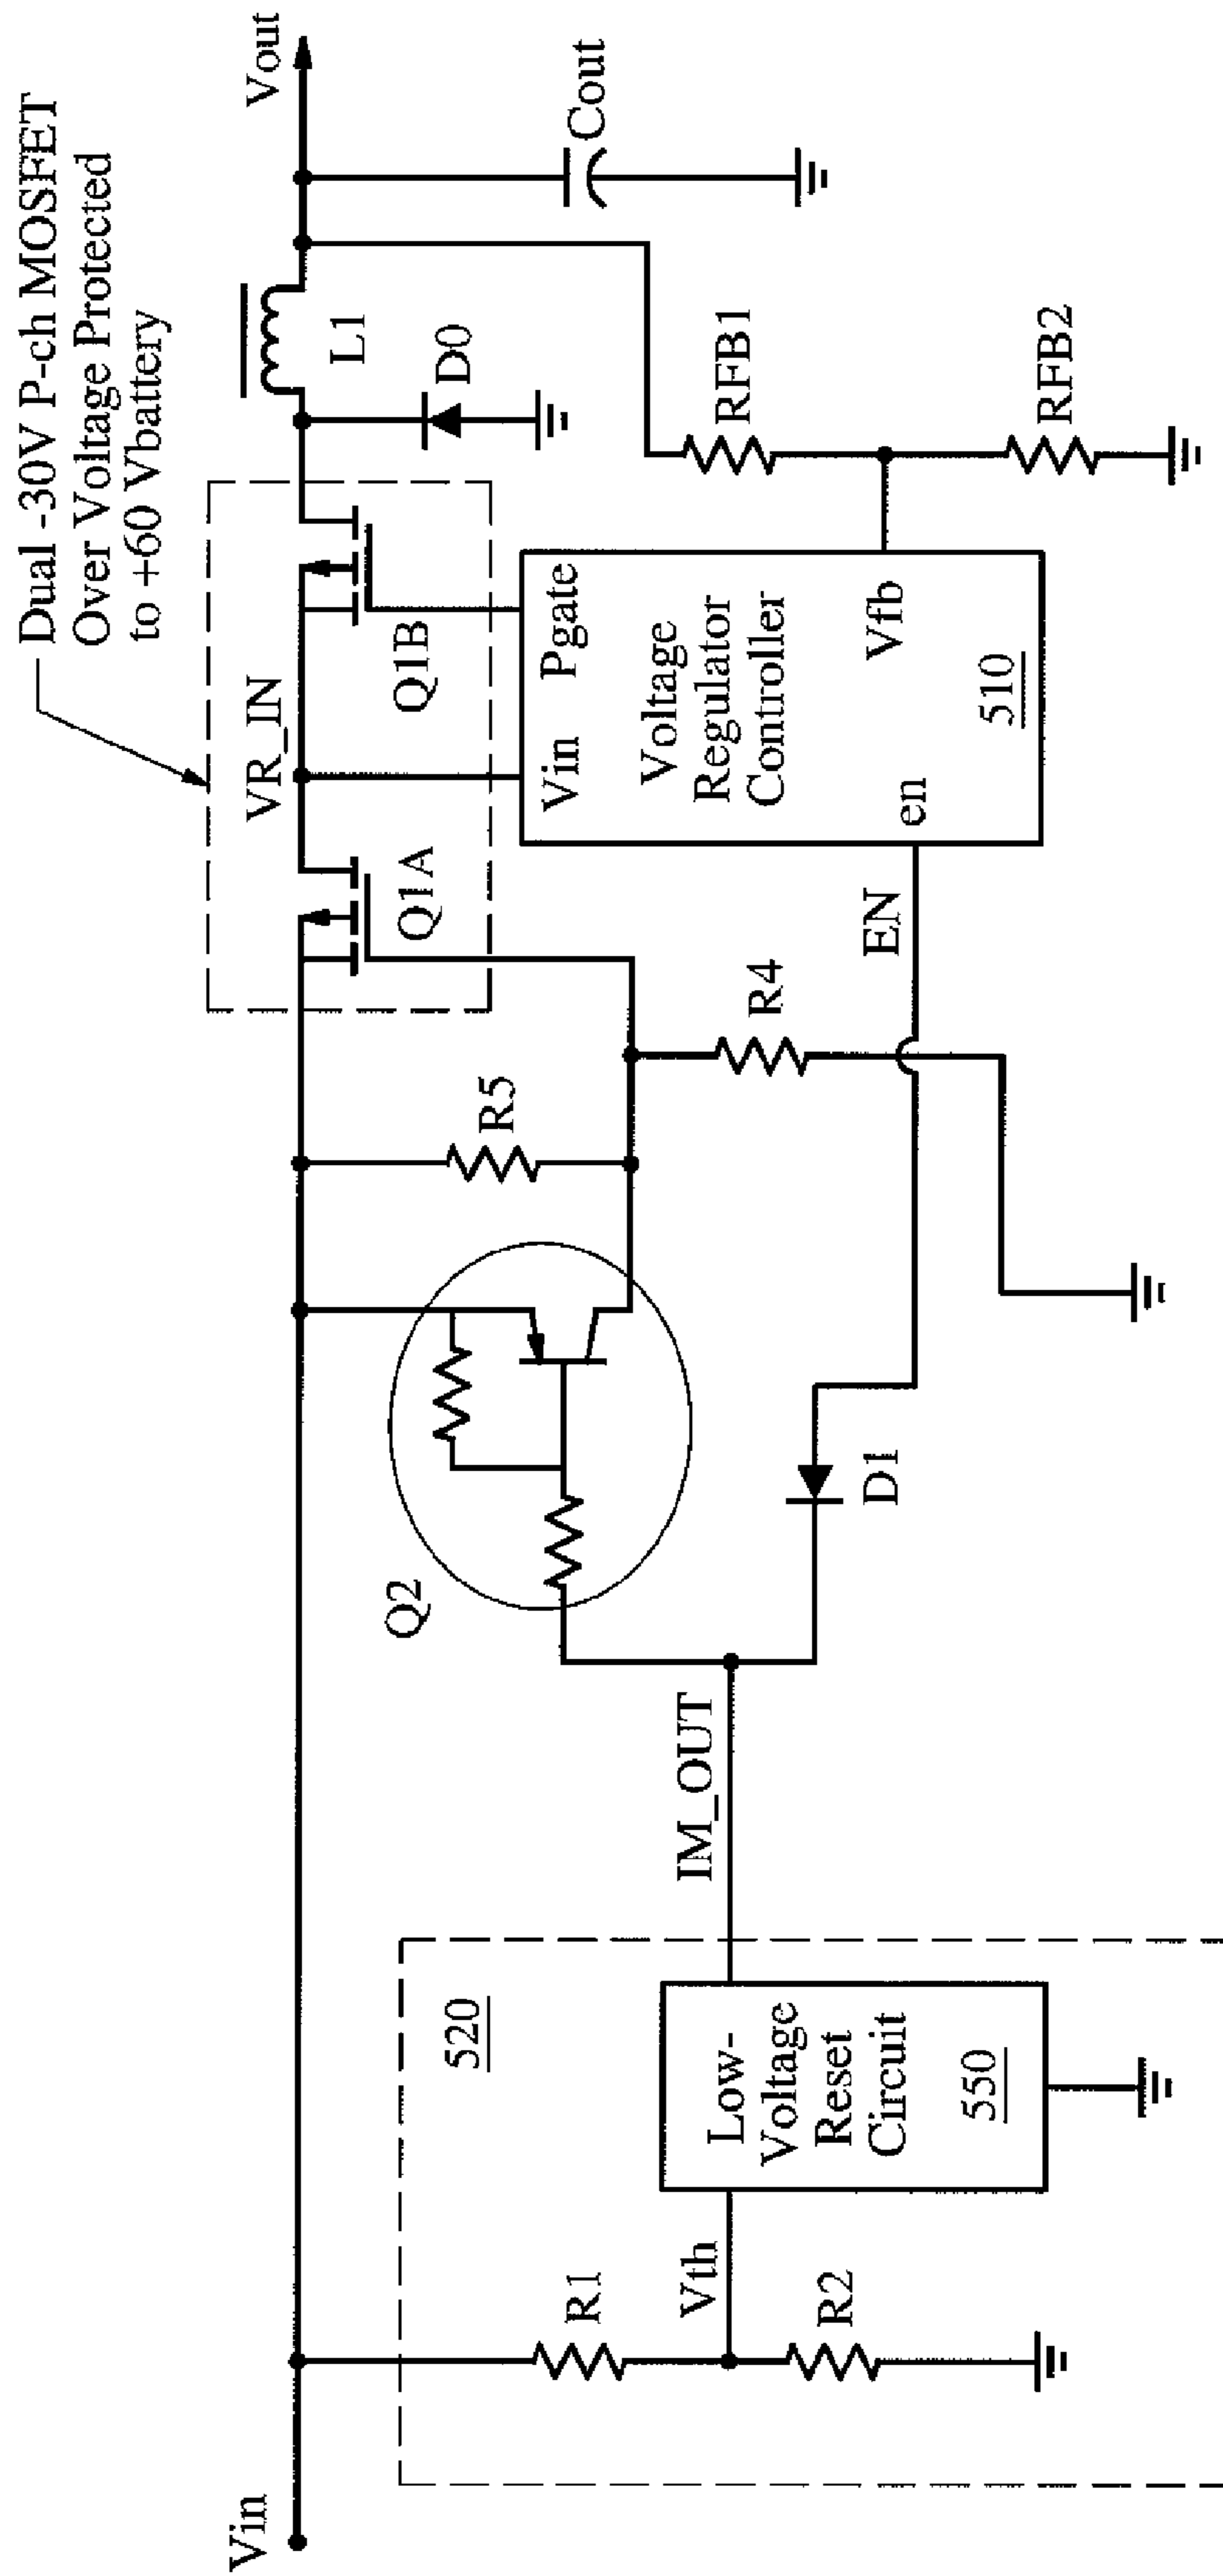 Dual -30V P-ch MOSFET
Over Voltage Protected
to +60 Vbattery
Vin
VR_IN
Vout
Q1A
Q1B
L1
D0
Cout
R5
Q2
R4
Vin Pgate
Voltage
Regulator
Controller
510
en
Vfb
EN
RFB1
RFB2
D1
IM_OUT
520
R1
Vth
R2
Low-
Voltage
Reset
Circuit
550